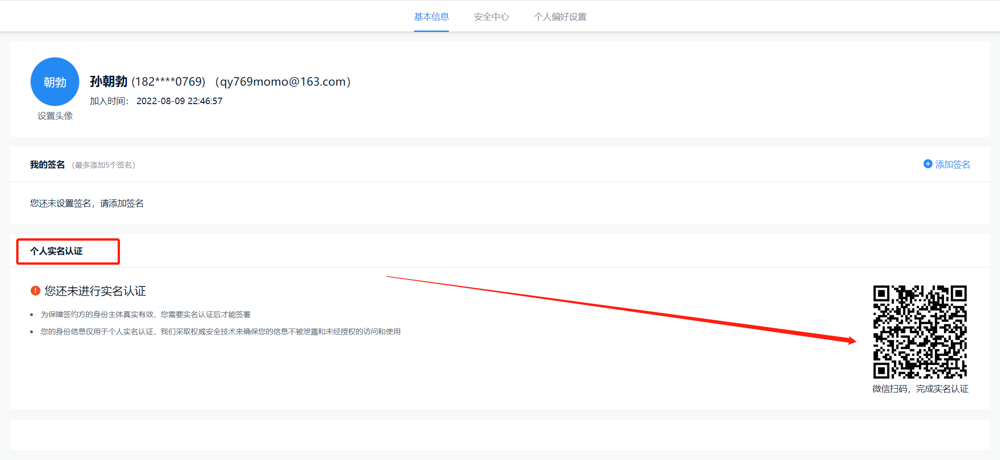 基本信息 安全中心 个人偏好设置
朝勃
孙朝勃 (182****0769) （qy769momo@163.com）
加入时间： 2022-08-09 22:46:57
设置头像
我的签名 （最多添加5个签名） 添加签名
您还未设置签名，请添加签名
个人实名认证
您还未进行实名认证
为保障签约方的身份主体真实有效，您需要实名认证后才能签署
您的身份信息仅用于个人实名认证，我们采取权威安全技术来确保您的信息不被泄露和未经授权的访问和使用
微信扫码，完成实名认证